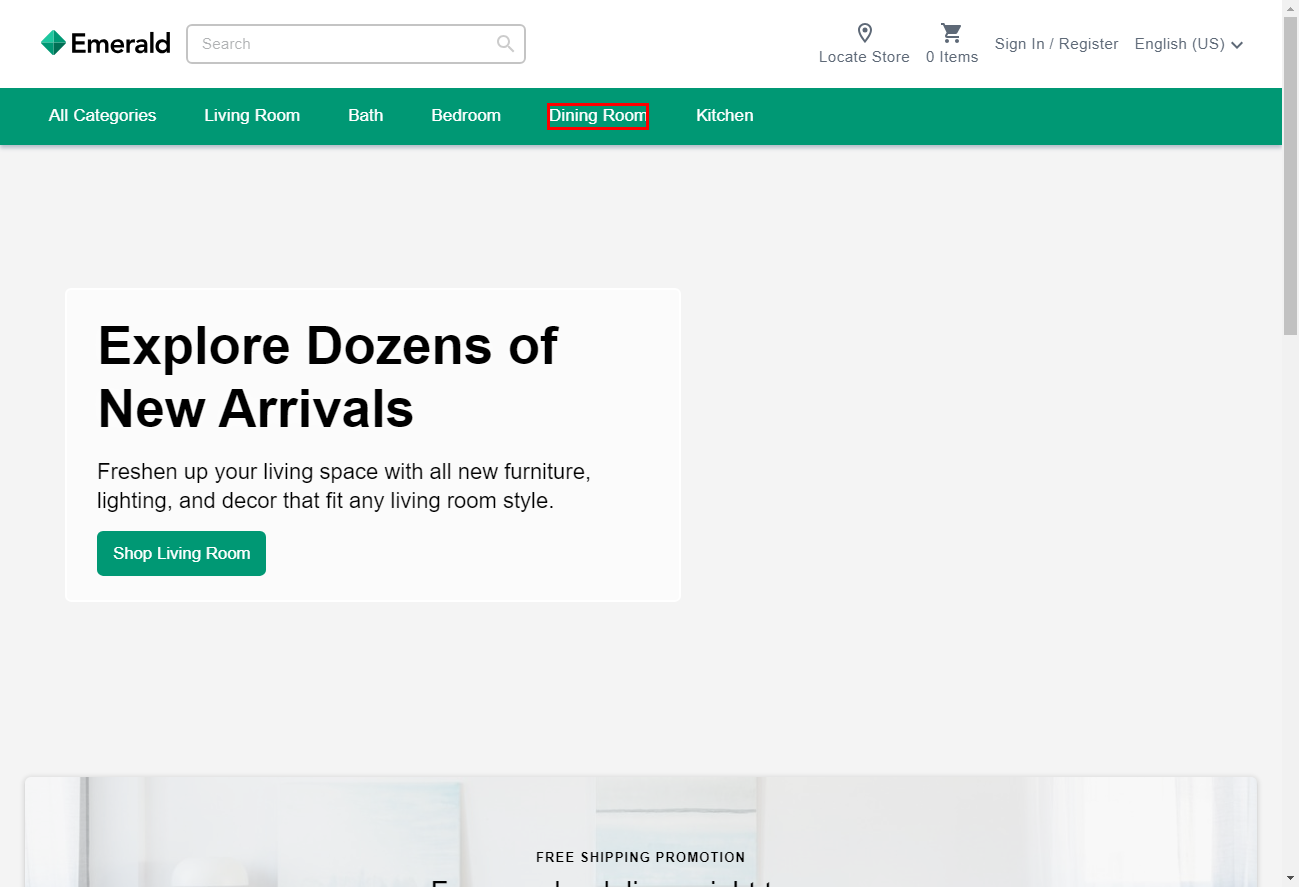 Emerald
Search
Locate Store
0 Items
Sign In / Register
English (US)
All Categories
Living Room
Bath
Bedroom
Dining Room
Kitchen
Explore Dozens of
New Arrivals
Freshen up your living space with all new furniture,
lighting, and decor that fit any living room style.
Shop Living Room
FREE SHIPPING PROMOTION